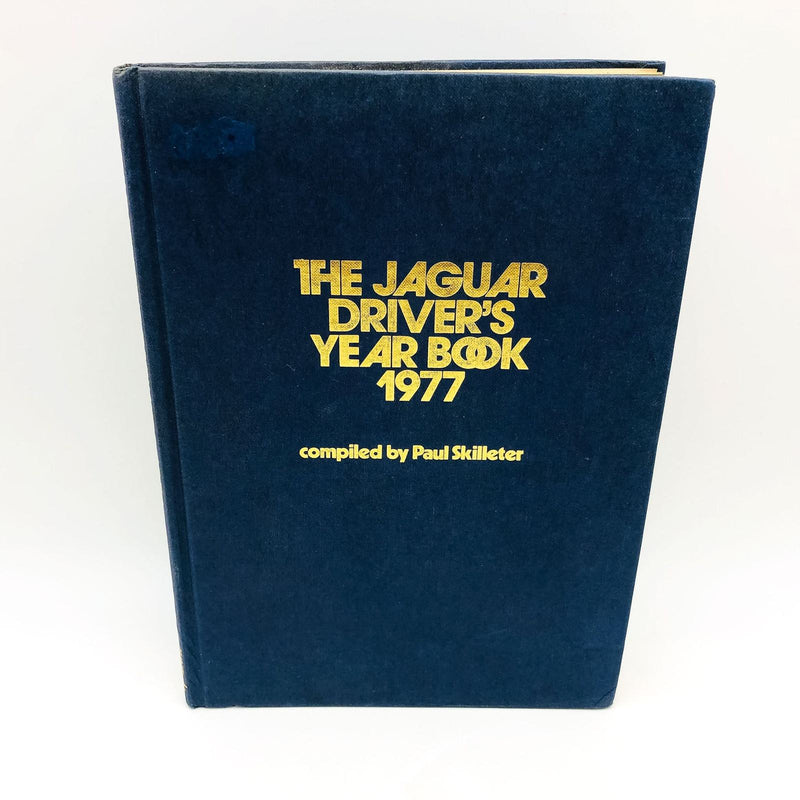 THE JAGUAR
DRIVER'S
YEAR BOOK
1977
compiled by Paul Skilleter